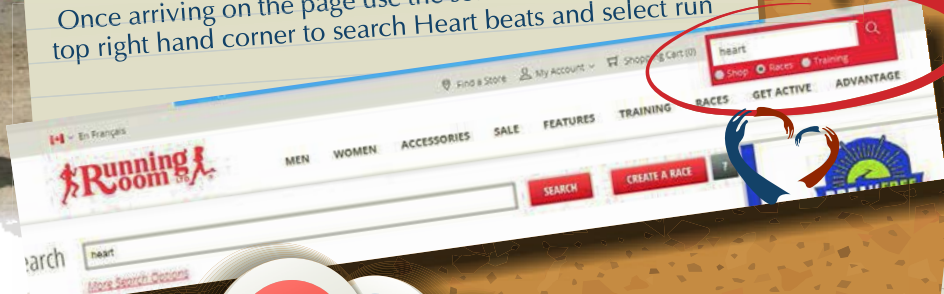 Once arriving on the page use the
top right hand corner to search Heart beats and select run
Find a Store My Account Shopping Cart (0)
heart
Shop Races Training
En Français
Running
Room LTD
MEN WOMEN ACCESSORIES SALE FEATURES TRAINING RACES GET ACTIVE ADVANTAGE
SEARCH CREATE A RACE ?
earch heart
More Search Options